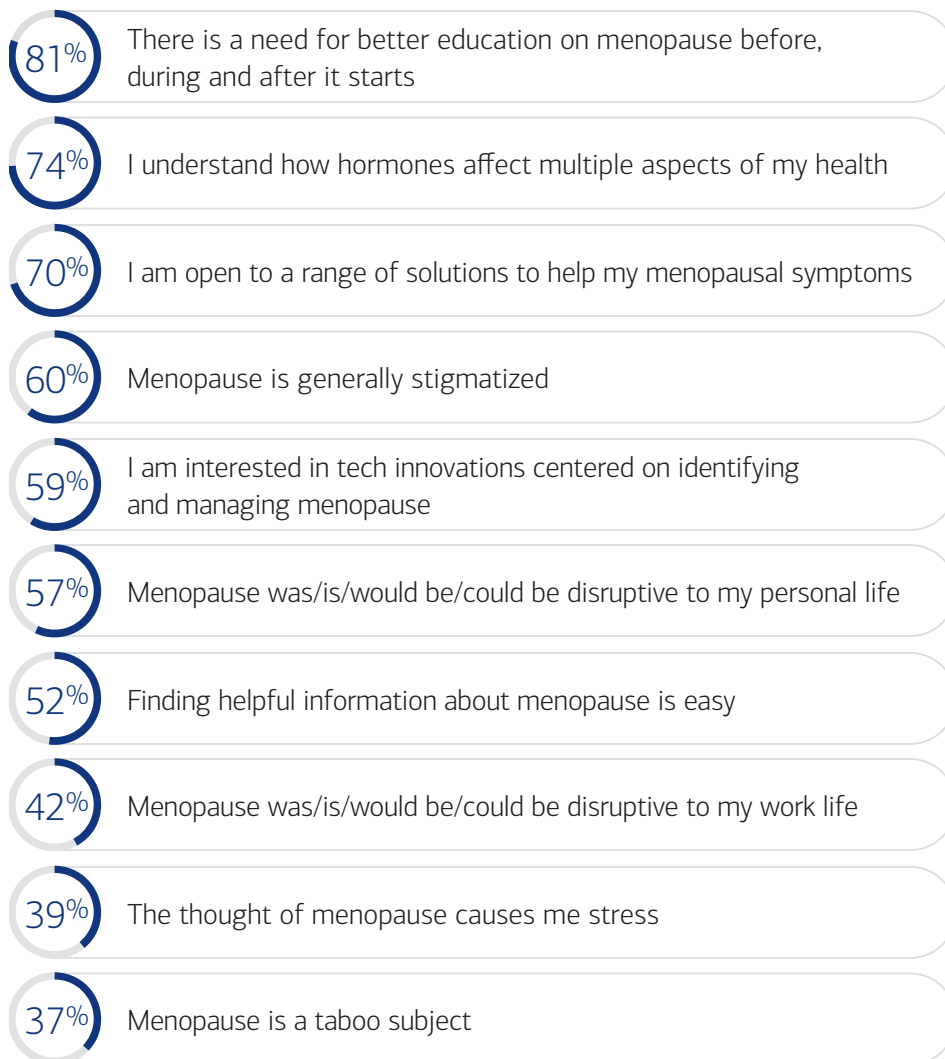 81%
There is a need for better education on menopause before,
during and after it starts
74%
I understand how hormones affect multiple aspects of my health
70%
I am open to a range of solutions to help my menopausal symptoms
60%
Menopause is generally stigmatized
59%
I am interested in tech innovations centered on identifying
and managing menopause
57%
Menopause was/is/would be/could be disruptive to my personal life
52%
Finding helpful information about menopause is easy
42%
Menopause was/is/would be/could be disruptive to my work life
39%
The thought of menopause causes me stress
37%
Menopause is a taboo subject